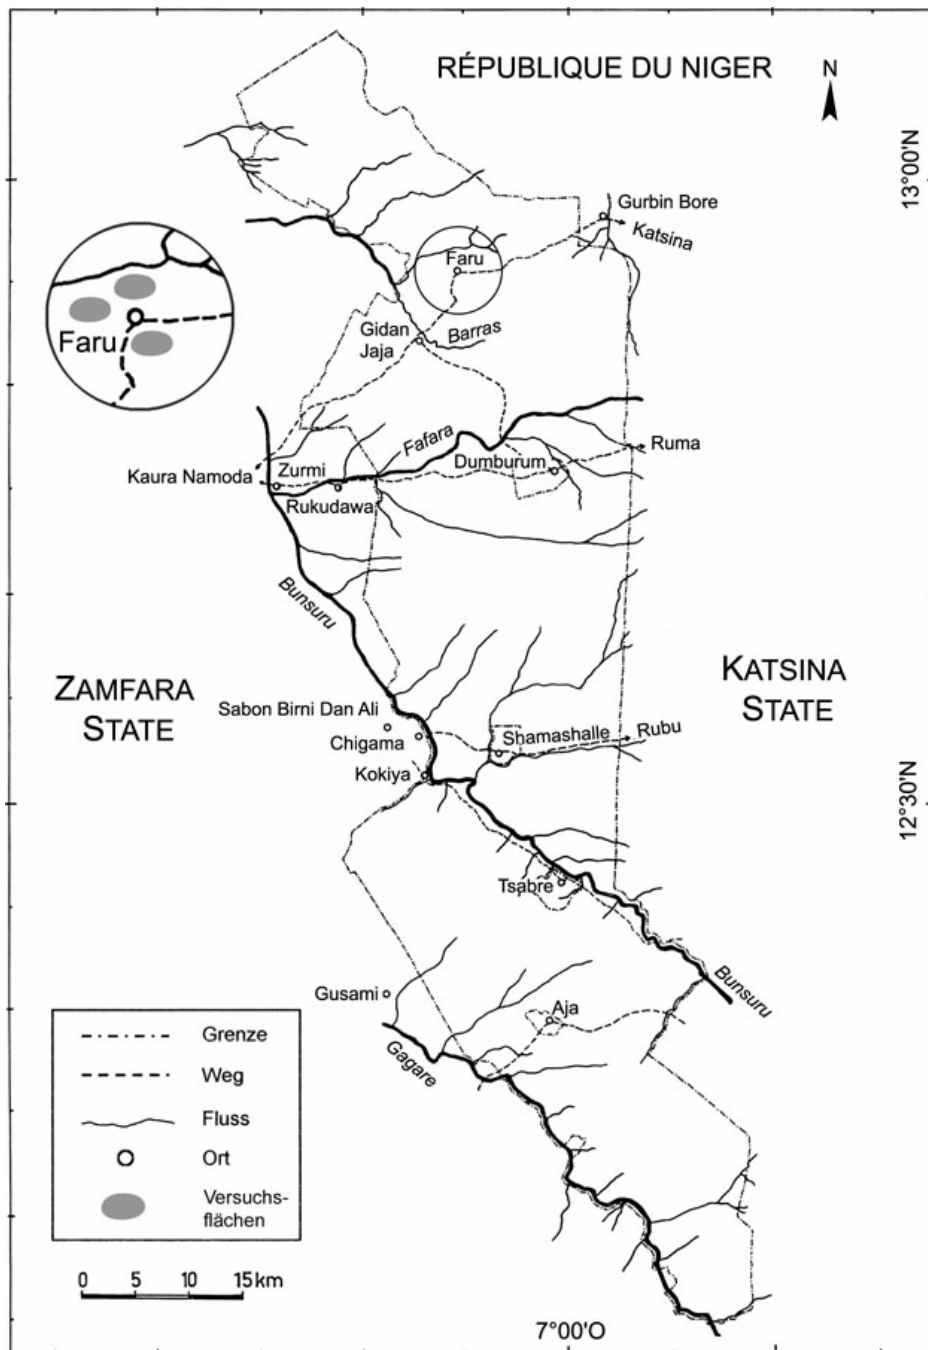 RÉPUBLIQUE DU NIGER
N
13°00'N
Gurbin Bore
Katsina
Faru
Faru
Gidan
Jaja
Barras
Fafara
Ruma
Dumburum
Kaura Namoda
Zurmi
Rukudawa
Bunsuru
ZAMFARA
STATE
KATSINA
STATE
Sabon Birni Dan Ali
Chigama
Shamashalle
Rubu
Kokiya
12°30'N
Tsabre
Bunsuru
Gusami
Aja
Gagare
Grenze
Weg
Fluss
Ort
Versuchs-
flächen
0 5 10 15 km
7°00'O